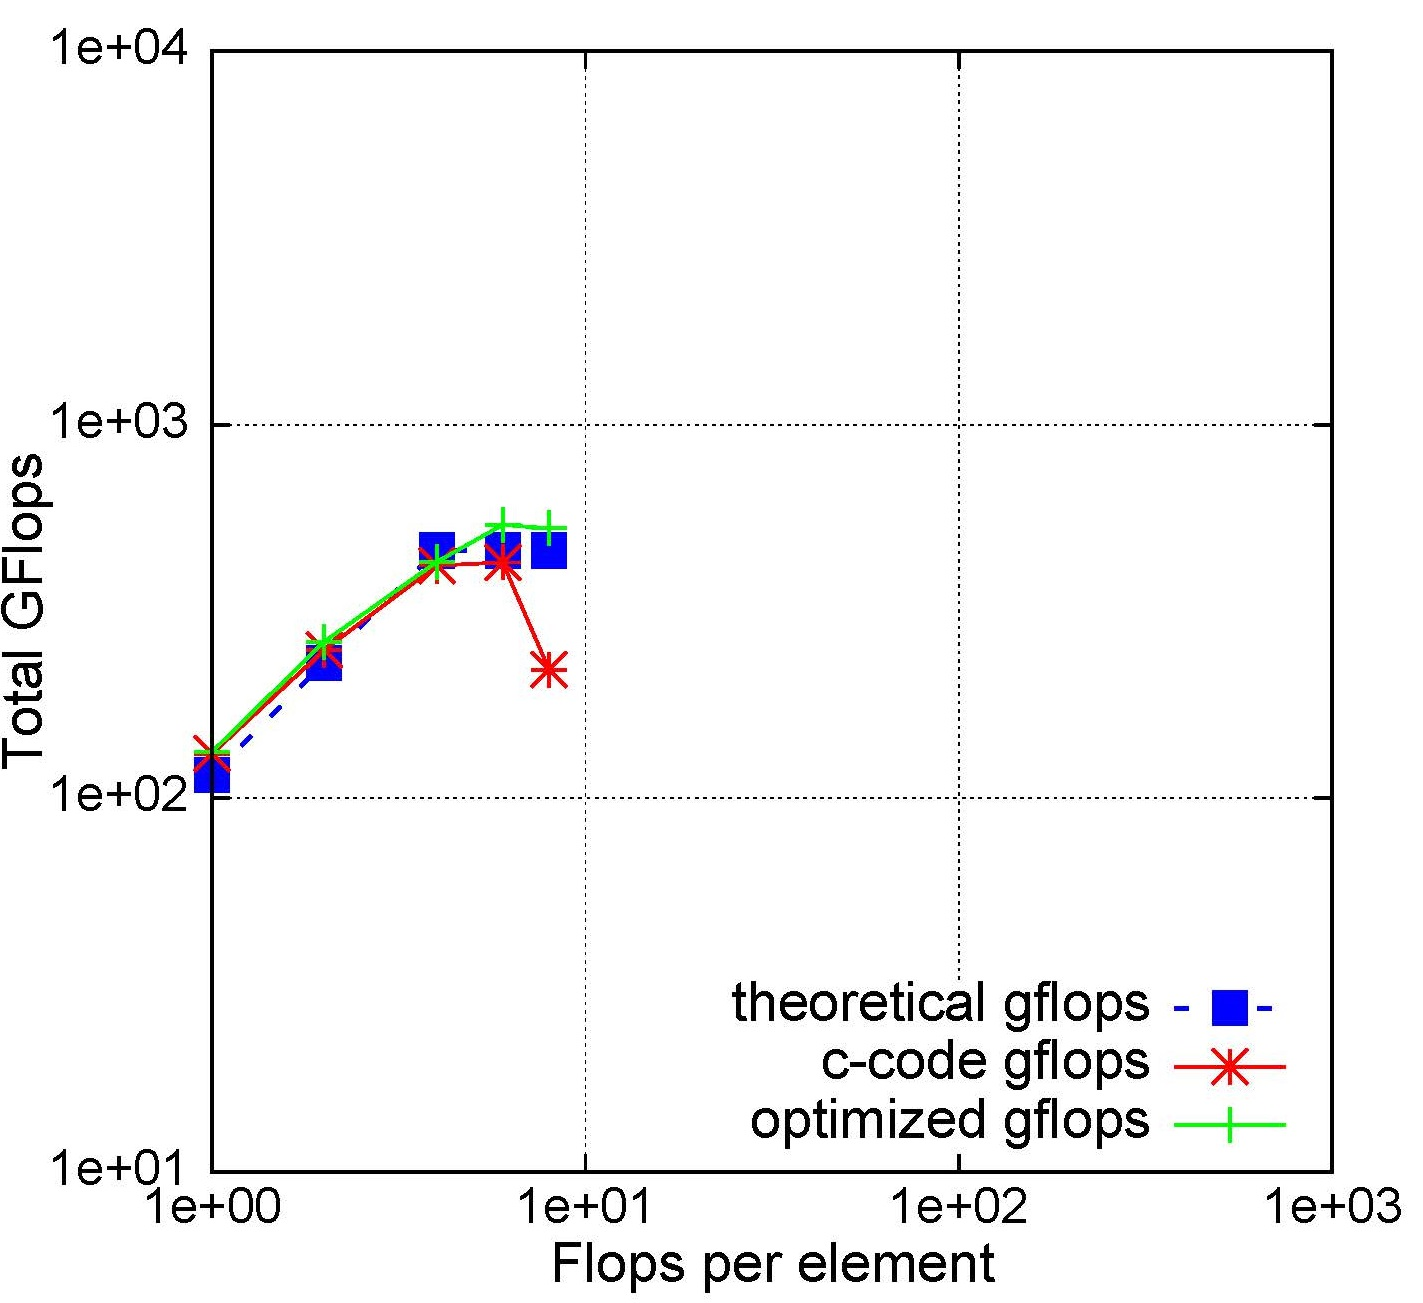 1e+04
1e+03
1e+02
1e+01
Total GFlops
theoretical gflops
c-code gflops
optimized gflops
1e+00 1e+01 1e+02 1e+03
Flops per element